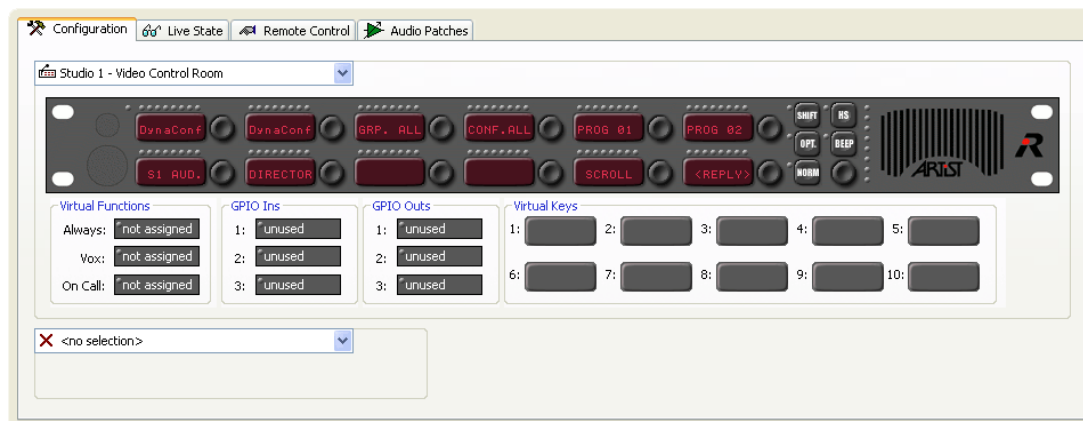 Configuration Live State Remote Control Audio Patches
Studio 1 - Video Control Room
DynaConf DynaConf GRP. ALL CONF.ALL PROG 01 PROG 02 SHIFT HS
OPT. BEEP
S1 AUD. DIRECTOR SCROLL <REPLY> NORM ARTIST R
Virtual Functions GPIO Ins GPIO Outs Virtual Keys
Always: not assigned 1: unused 1: unused 1: 2: 3: 4: 5:
Vox: not assigned 2: unused 2: unused
On Call: not assigned 3: unused 3: unused 6: 7: 8: 9: 10:
<no selection>